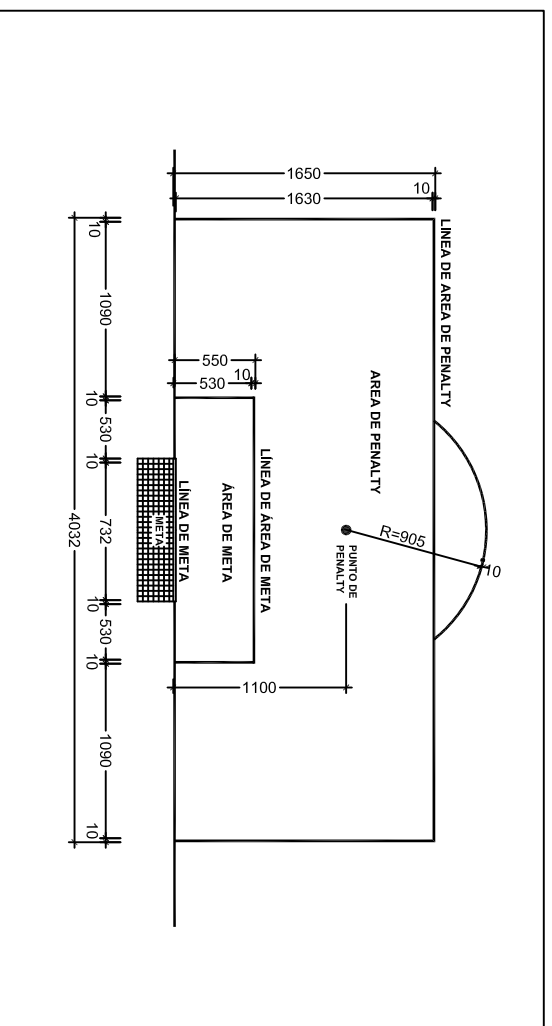 1650
10
1630
LINEA DE AREA DE PENALTY
10
1090
10
530
10
732
10
530
10
1090
10
4032
550
10
530
AREA DE PENALTY
LÍNEA DE ÁREA DE META
ÁREA DE META
LÍNEA DE META
META
R=905
10
PUNTO DE
PENALTY
1100